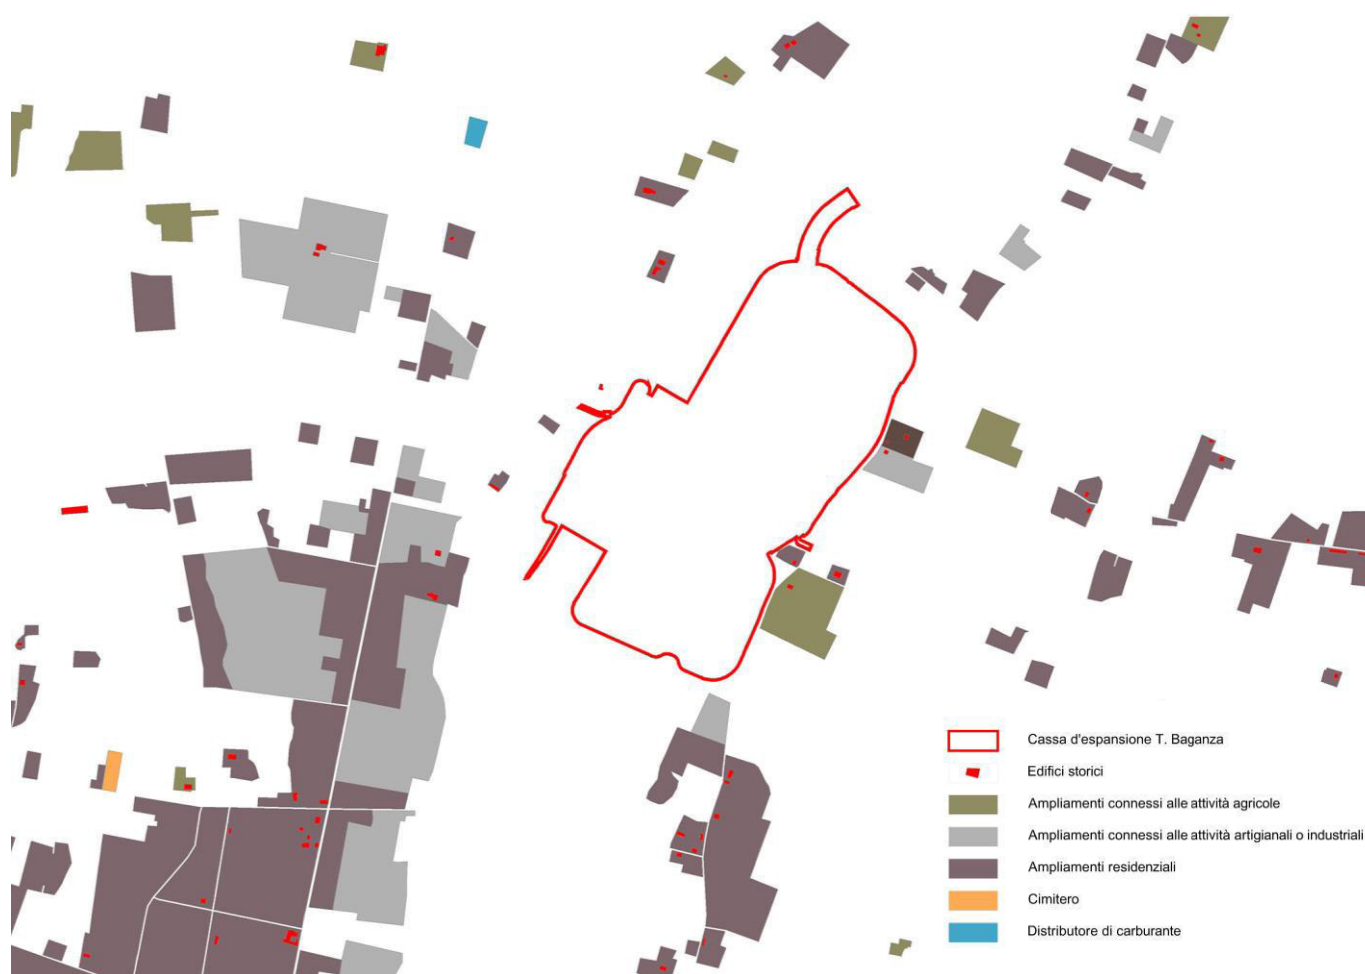 Cassa d'espansione T. Baganza
Edifici storici
Ampliamenti connessi alle attività agricole
Ampliamenti connessi alle attività artigianali o industriali
Ampliamenti residenziali
Cimitero
Distributore di carburante